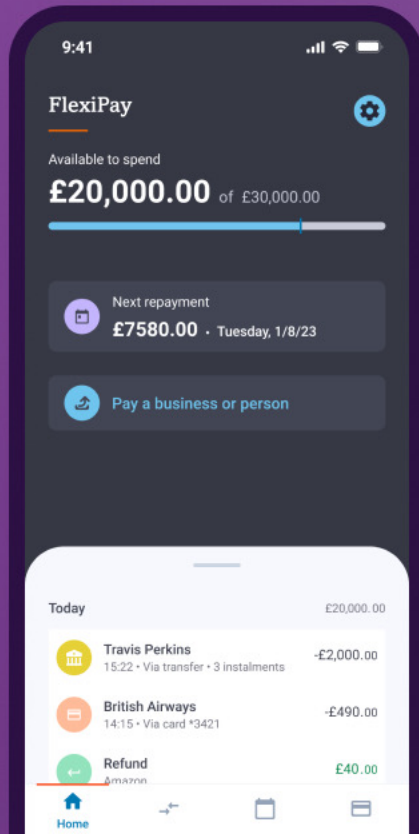 9:41
FlexiPay
Available to spend
£20,000.00 of £30,000.00
Next repayment
£7580.00 · Tuesday, 1/8/23
Pay a business or person
Today £20,000.00
Travis Perkins -£2,000.00
15:22 • Via transfer • 3 instalments
British Airways -£490.00
14:15 • Via card *3421
Refund £40.00
Amazon
Home